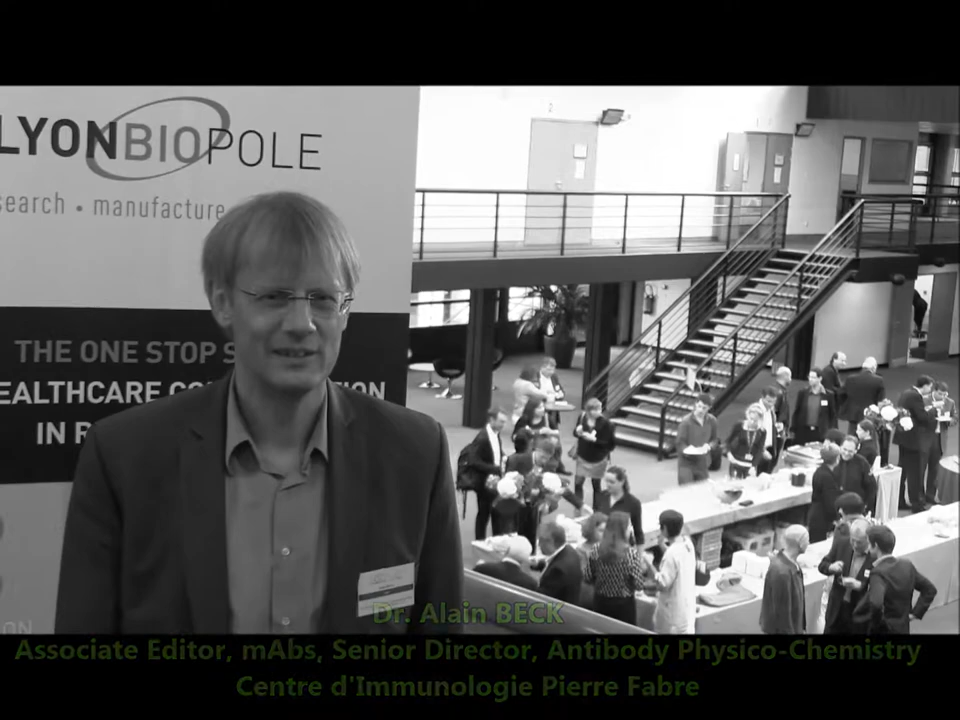 LYONBIOPOLE
search • manufacture
THE ONE STOP S
EALTHCARE CO TION
IN R
Dr. Alain BECK
Associate Editor, mAbs, Senior Director, Antibody Physico-Chemistry
Centre d'Immunologie Pierre Fabre